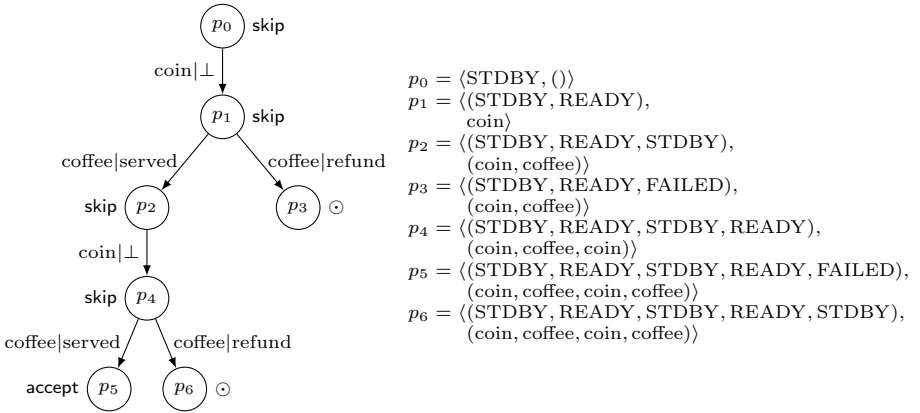 p0 skip
coin|⊥
p1 skip
coffee|served coffee|refund
skip p2 p3 ⊙
coin|⊥
skip p4
coffee|served coffee|refund
accept p5 p6 ⊙
p0 = ⟨STDBY, ()⟩
p1 = ⟨(STDBY, READY),
coin⟩
p2 = ⟨(STDBY, READY, STDBY),
(coin, coffee)⟩
p3 = ⟨(STDBY, READY, FAILED),
(coin, coffee)⟩
p4 = ⟨(STDBY, READY, STDBY, READY),
(coin, coffee, coin)⟩
p5 = ⟨(STDBY, READY, STDBY, READY, FAILED),
(coin, coffee, coin, coffee)⟩
p6 = ⟨(STDBY, READY, STDBY, READY, STDBY),
(coin, coffee, coin, coffee)⟩